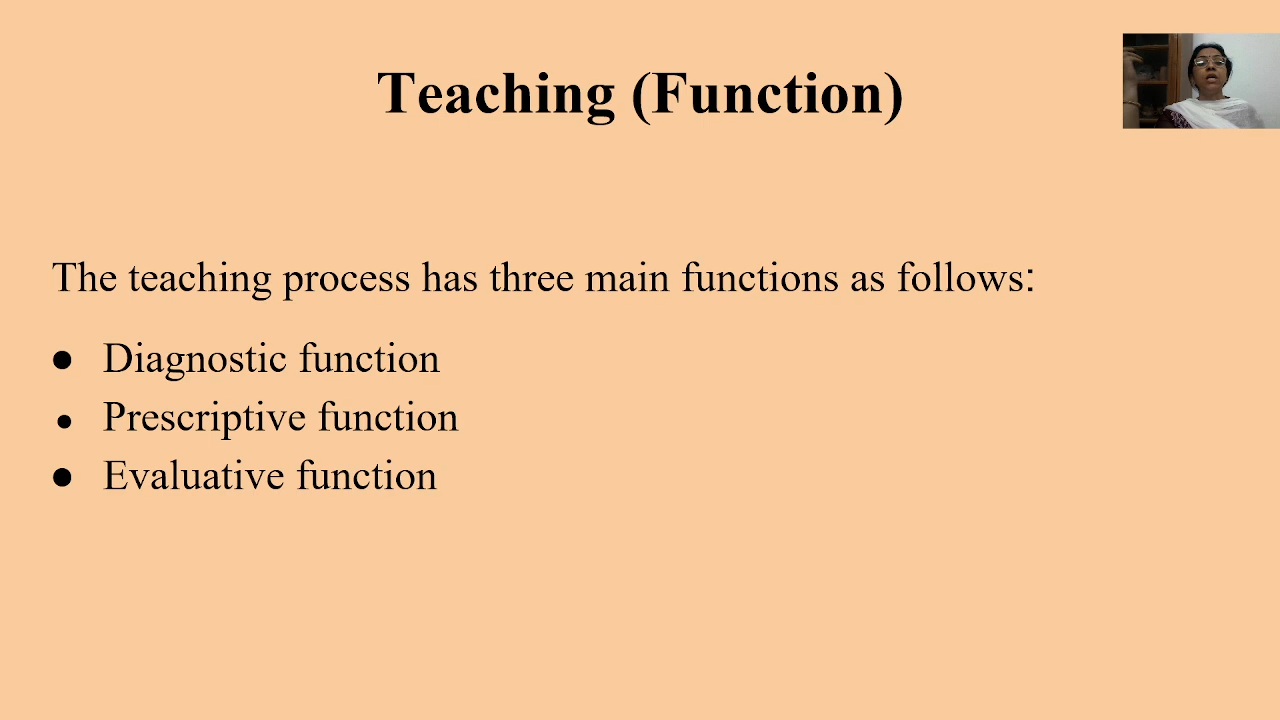 Teaching (Function)
The teaching process has three main functions as follows:
● Diagnostic function
● Prescriptive function
● Evaluative function